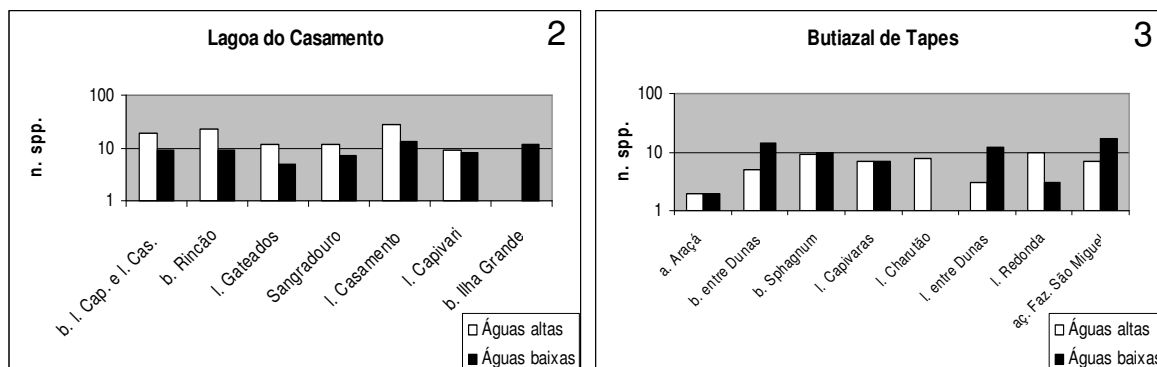 Lagoa do Casamento
2
n. spp.
100
10
1
b. l. Cap. e l. Cas.
b. Rincão
l. Gateados
Sangradouro
l. Casamento
l. Capivari
b. Ilha Grande
Águas altas
Águas baixas
Butiazal de Tapes
3
n. spp.
100
10
1
a. Araçá
b. entre Dunas
b. Sphagnum
l. Capivaras
l. Charutão
l. entre Dunas
l. Redonda
aç. Faz. São Miguel
Águas altas
Águas baixas